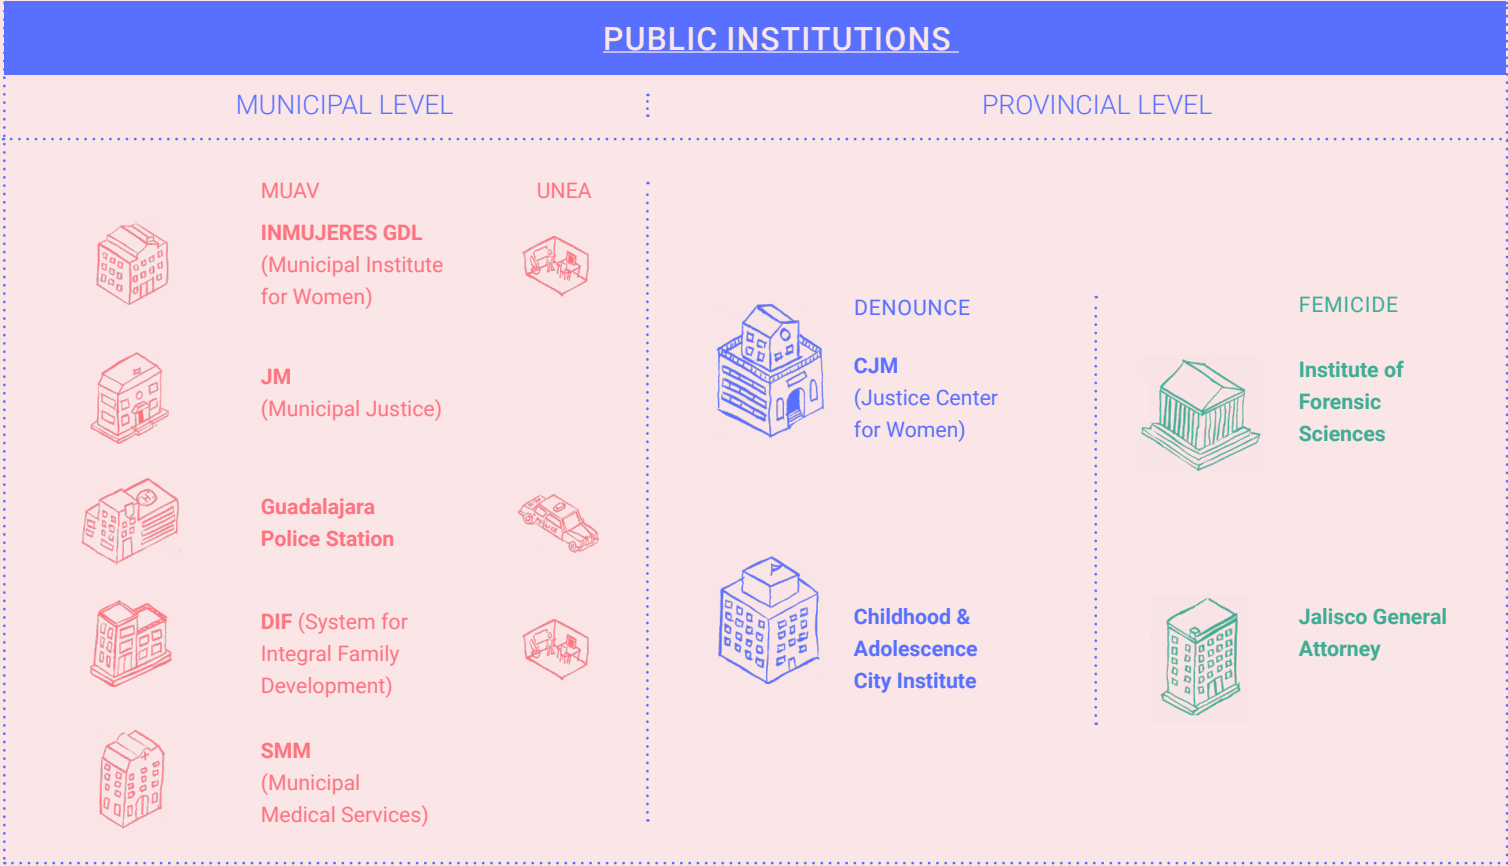 PUBLIC INSTITUTIONS
MUNICIPAL LEVEL
PROVINCIAL LEVEL
MUAV
UNEA
INMUJERES GDL
(Municipal Institute
for Women)
JM
(Municipal Justice)
Guadalajara
Police Station
POLICE
DIF (System for
Integral Family
Development)
SMM
(Municipal
Medical Services)
DENOUNCE
CJM
(Justice Center
for Women)
Childhood &
Adolescence
City Institute
FEMICIDE
Institute of
Forensic
Sciences
Jalisco General
Attorney